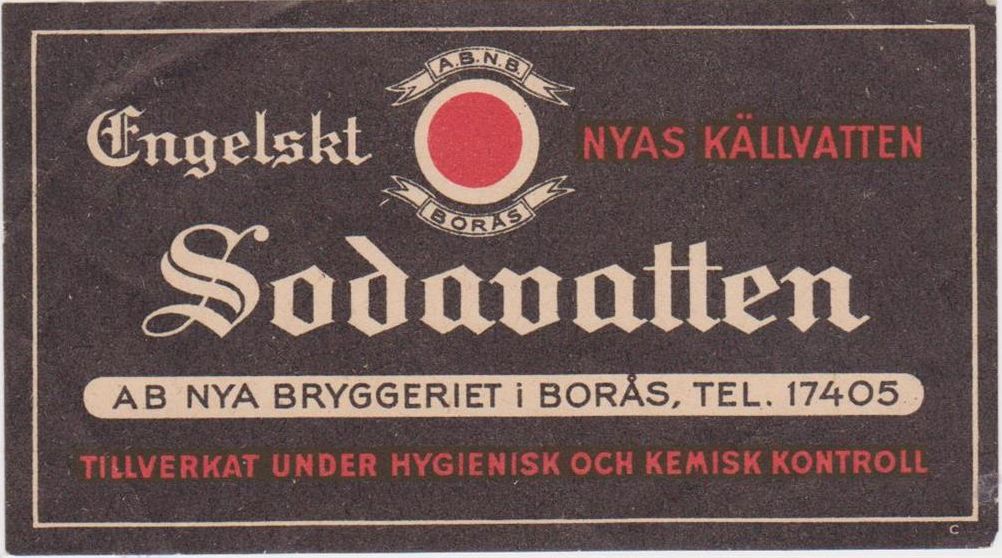 A.B.N.B.
Engelskt
NYAS KÄLLVATTEN
BORÅS
Sodavatten
AB NYA BRYGGERIET i BORÅS, TEL. 17405
TILLVERKAT UNDER HYGIENISK OCH KEMISK KONTROLL
C